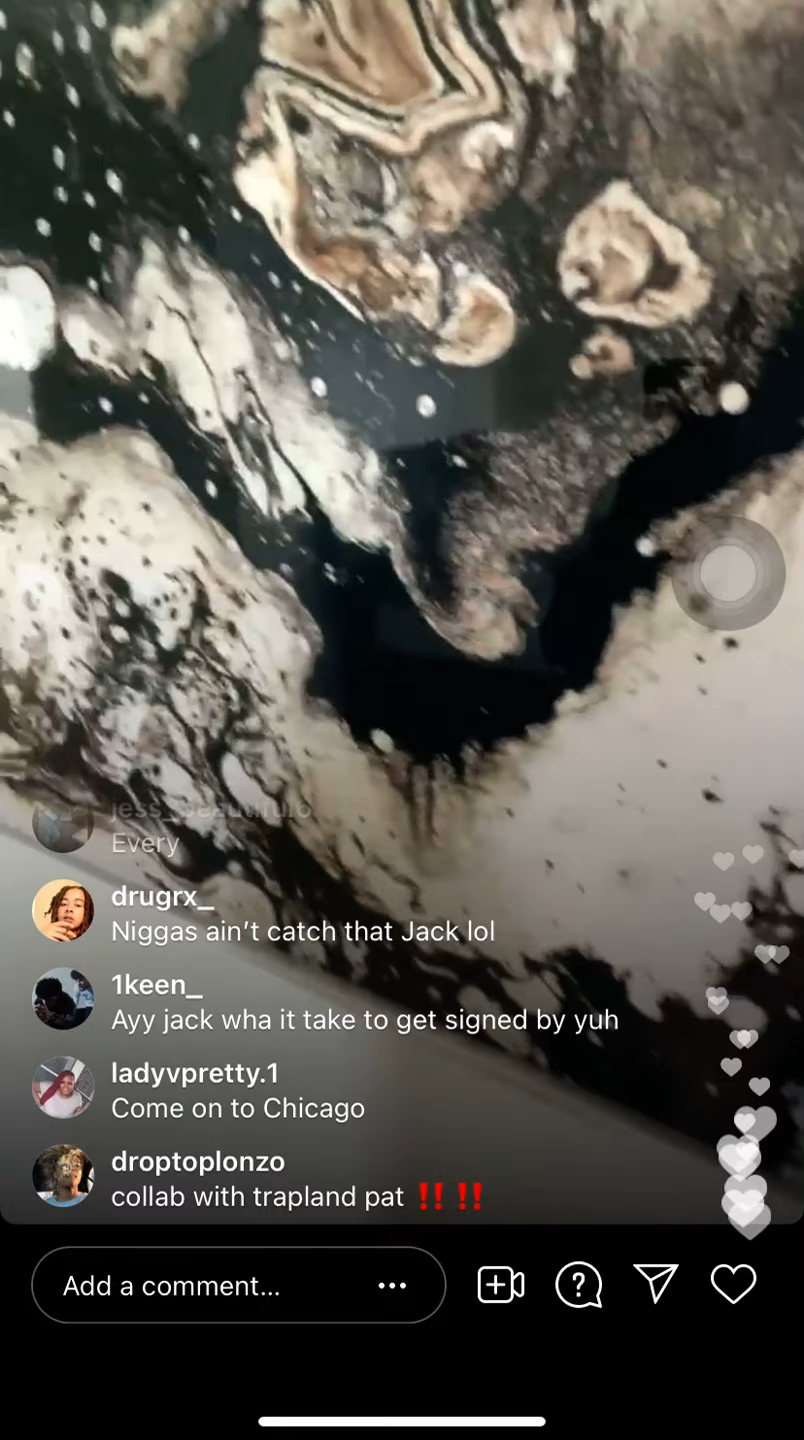 Every
drugrx_
Niggas ain’t catch that Jack lol
1keen_
Ayy jack wha it take to get signed by yuh
ladyvpretty.1
Come on to Chicago
droptoplonzo
collab with trapland pat ‼️ ‼️
Add a comment...